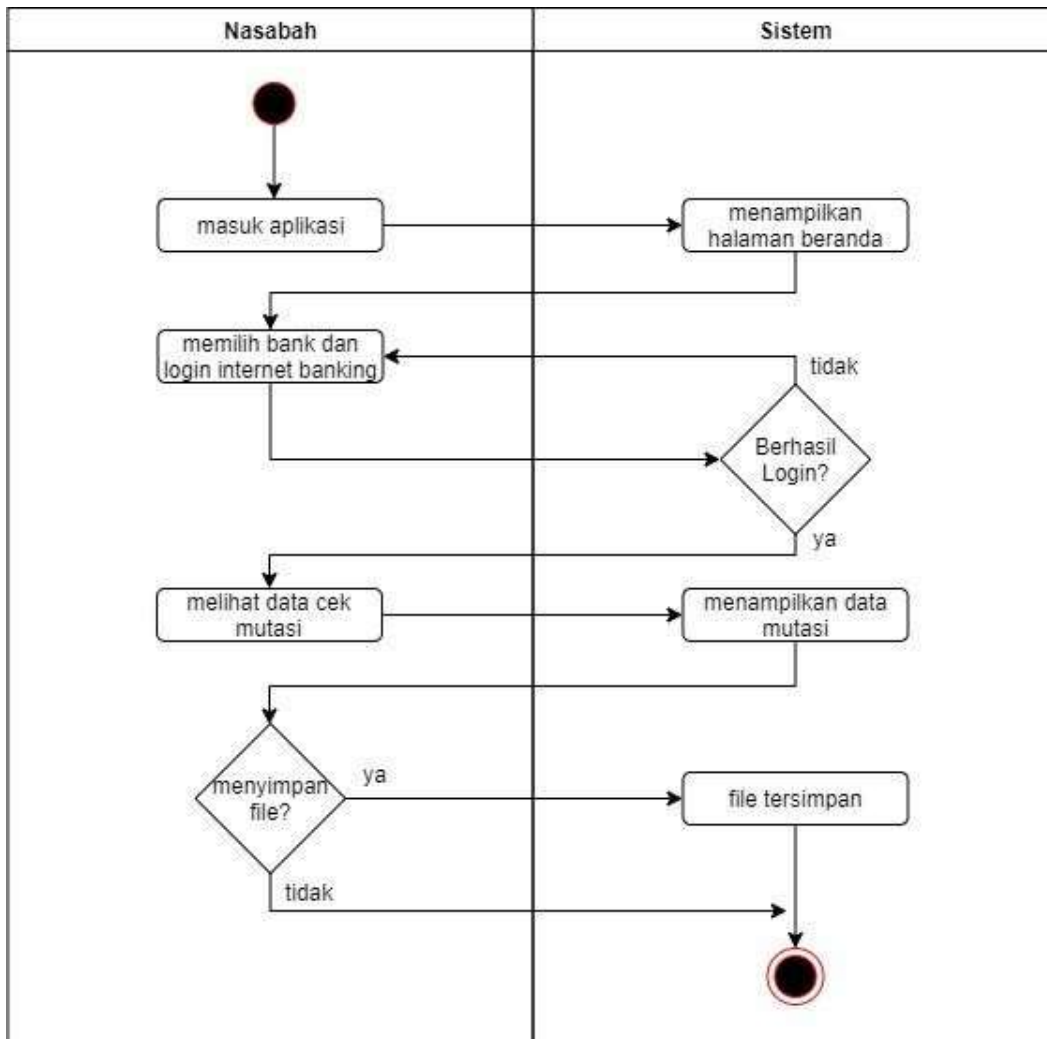 Nasabah
Sistem
masuk aplikasi
menampilkan
halaman beranda
memilih bank dan
login internet banking
tidak
Berhasil
Login?
ya
melihat data cek
mutasi
menampilkan data
mutasi
menyimpan
file?
ya
file tersimpan
tidak